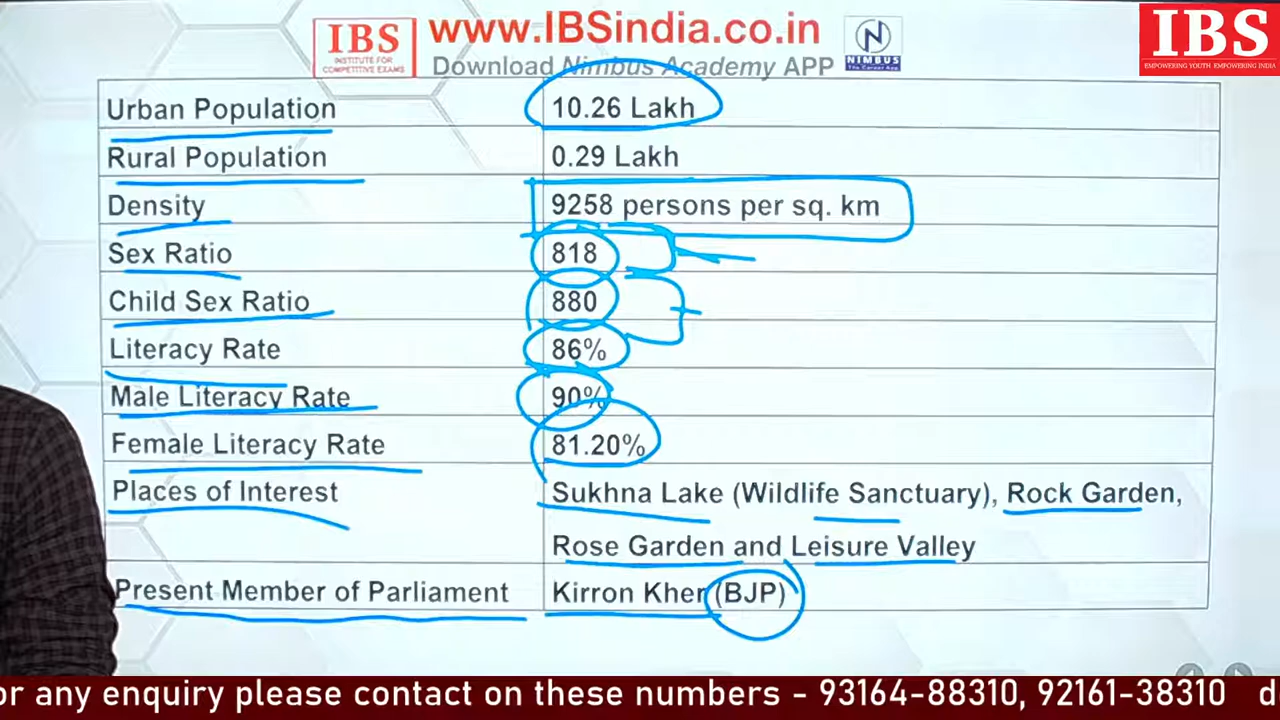 IBS
INSTITUTE FOR
COMPETITIVE EXAMS
www.IBSindia.co.in
Download Nimbus Academy APP
N
NIMBUS
The Career App
IBS
EMPOWERING YOUTH EMPOWERING INDIA
Urban Population 10.26 Lakh
Rural Population 0.29 Lakh
Density 9258 persons per sq. km
Sex Ratio 818
Child Sex Ratio 880
Literacy Rate 86%
Male Literacy Rate 90%
Female Literacy Rate 81.20%
Places of Interest Sukhna Lake (Wildlife Sanctuary), Rock Garden,
Rose Garden and Leisure Valley
Present Member of Parliament Kirron Kher (BJP)
or any enquiry please contact on these numbers - 93164-88310, 92161-38310 d